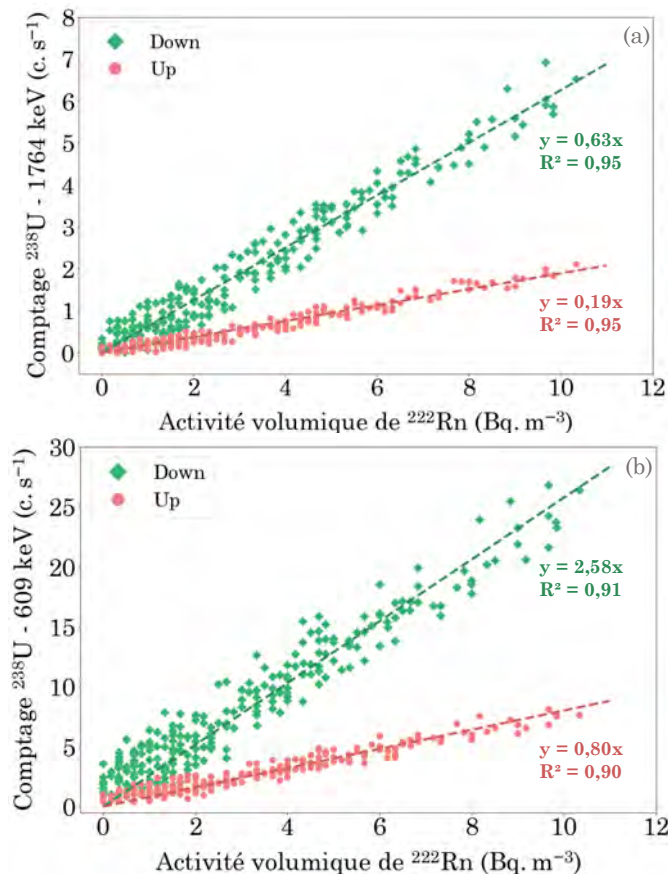 Down
Up
(a)
Comptage ²³⁸U - 1764 keV (c. s⁻¹)
8
7
6
5
4
3
2
1
0
y = 0,63x
R² = 0,95
y = 0,19x
R² = 0,95
0 2 4 6 8 10 12
Activité volumique de ²²²Rn (Bq. m⁻³)
Down
Up
(b)
Comptage ²³⁸U - 609 keV (c. s⁻¹)
30
25
20
15
10
5
0
y = 2,58x
R² = 0,91
y = 0,80x
R² = 0,90
0 2 4 6 8 10 12
Activité volumique de ²²²Rn (Bq. m⁻³)